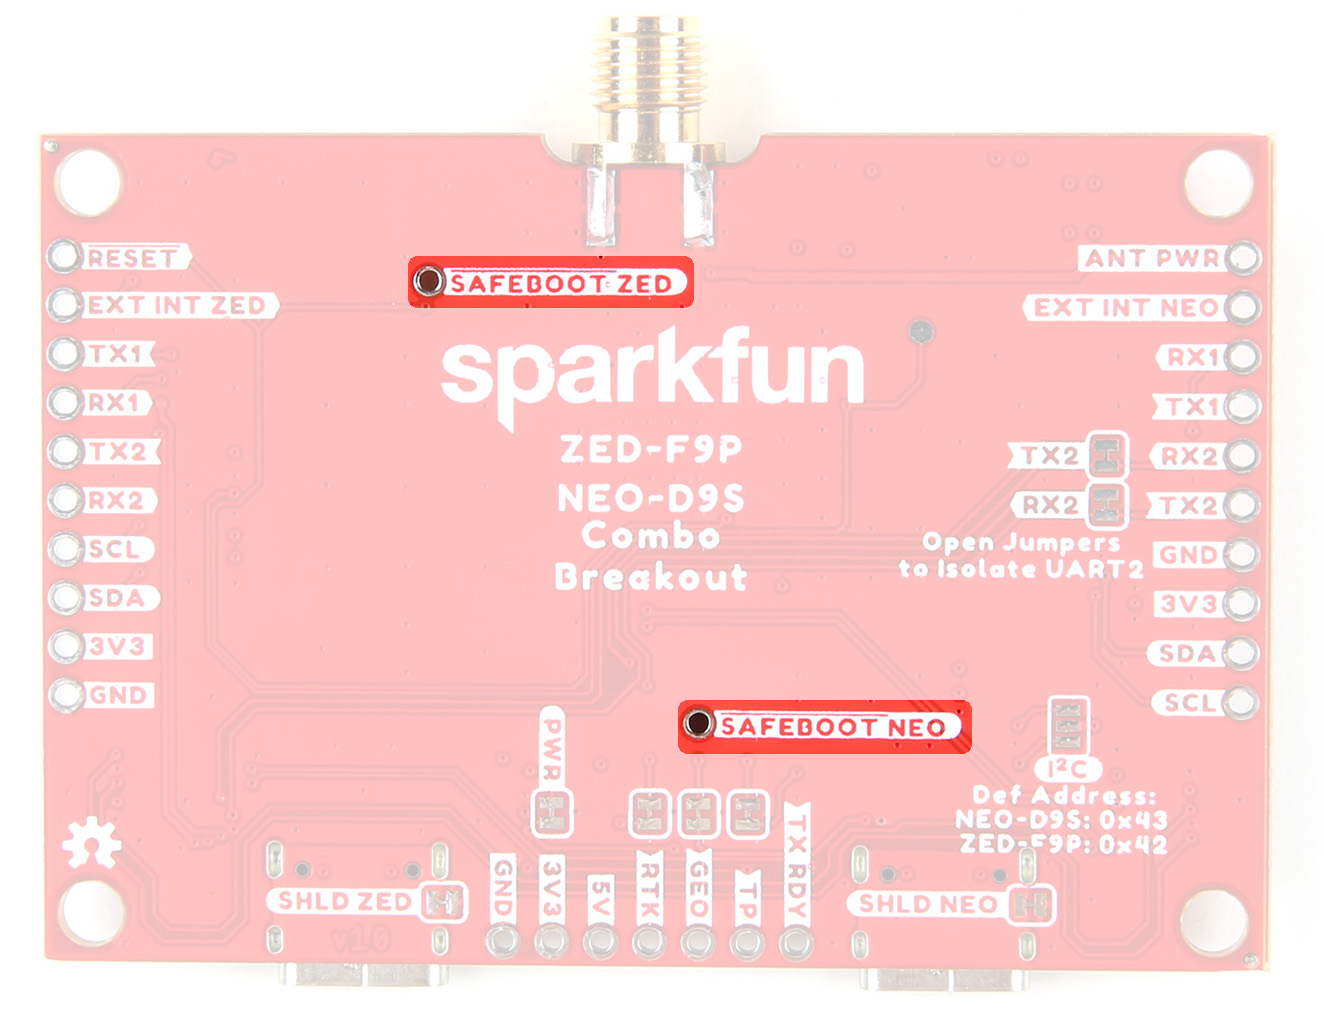 RESET
EXT INT ZED
TX1
RX1
TX2
RX2
SCL
SDA
3V3
GND
SAFEBOOT ZED
sparkfun
ZED-F9P
NEO-D9S
Combo
Breakout
ANT PWR
EXT INT NEO
RX1
TX1
TX2
RX2
RX2
TX2
Open Jumpers
to Isolate UART2
GND
3V3
SDA
SCL
SAFEBOOT NEO
I²C
Def Address:
NEO-D9S: 0x43
ZED-F9P: 0x42
PWR
SHLD ZED
v10
GND
3V3
5V
RTK
GEO
TP
TX RDY
SHLD NEO